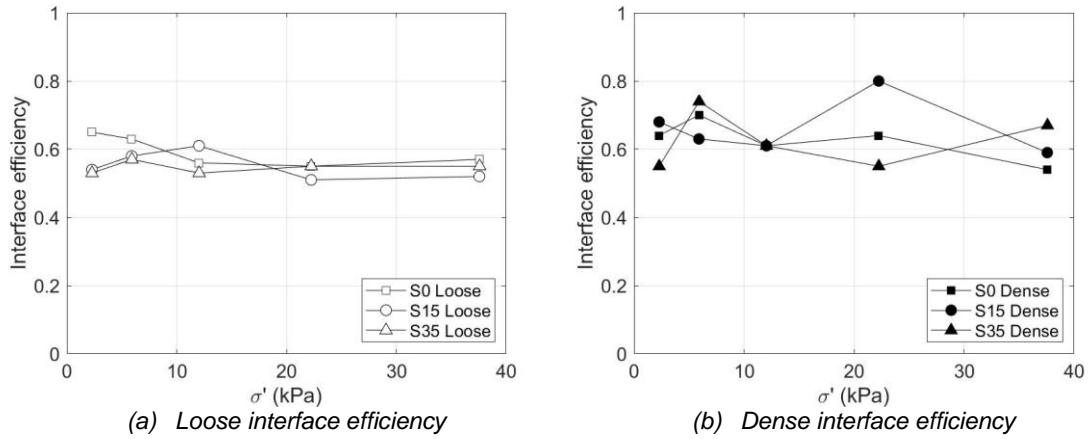 1
0.8
0.6
0.4
0.2
0
Interface efficiency
S0 Loose
S15 Loose
S35 Loose
0 10 20 30 40
σ' (kPa)
(a) Loose interface efficiency
1
0.8
0.6
0.4
0.2
0
Interface efficiency
S0 Dense
S15 Dense
S35 Dense
0 10 20 30 40
σ' (kPa)
(b) Dense interface efficiency